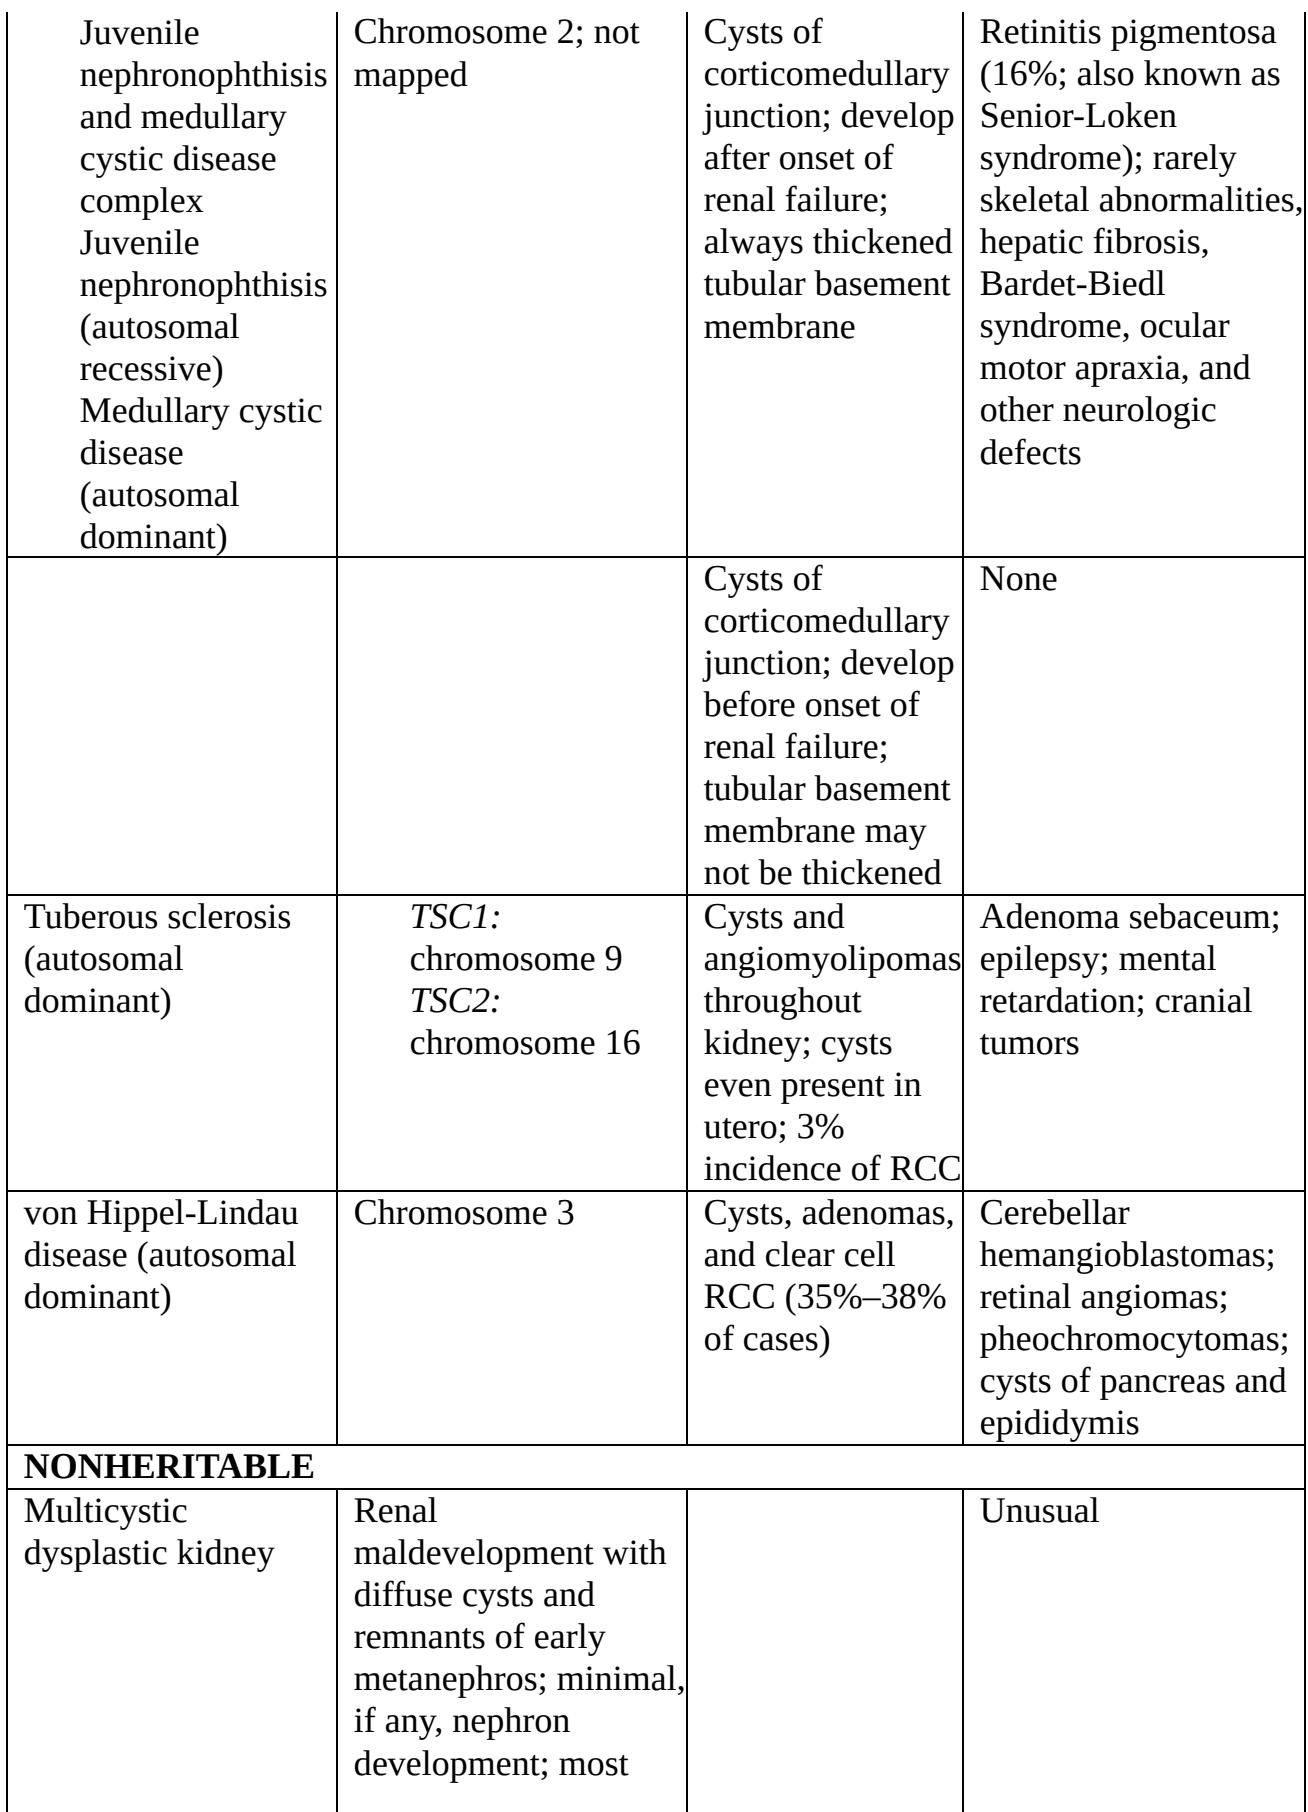 Juvenile
nephronophthisis
and medullary
cystic disease
complex
Juvenile
nephronophthisis
(autosomal
recessive)
Medullary cystic
disease
(autosomal
dominant)
Chromosome 2; not
mapped
Cysts of
corticomedullary
junction; develop
after onset of
renal failure;
always thickened
tubular basement
membrane
Retinitis pigmentosa
(16%; also known as
Senior-Loken
syndrome); rarely
skeletal abnormalities,
hepatic fibrosis,
Bardet-Biedl
syndrome, ocular
motor apraxia, and
other neurologic
defects
Cysts of
corticomedullary
junction; develop
before onset of
renal failure;
tubular basement
membrane may
not be thickened
None
Tuberous sclerosis
(autosomal
dominant)
TSC1:
chromosome 9
TSC2:
chromosome 16
Cysts and
angiomyolipomas
throughout
kidney; cysts
even present in
utero; 3%
incidence of RCC
Adenoma sebaceum;
epilepsy; mental
retardation; cranial
tumors
von Hippel-Lindau
disease (autosomal
dominant)
Chromosome 3
Cysts, adenomas,
and clear cell
RCC (35%–38%
of cases)
Cerebellar
hemangioblastomas;
retinal angiomas;
pheochromocytomas;
cysts of pancreas and
epididymis
NONHERITABLE
Multicystic
dysplastic kidney
Renal
maldevelopment with
diffuse cysts and
remnants of early
metanephros; minimal,
if any, nephron
development; most
Unusual